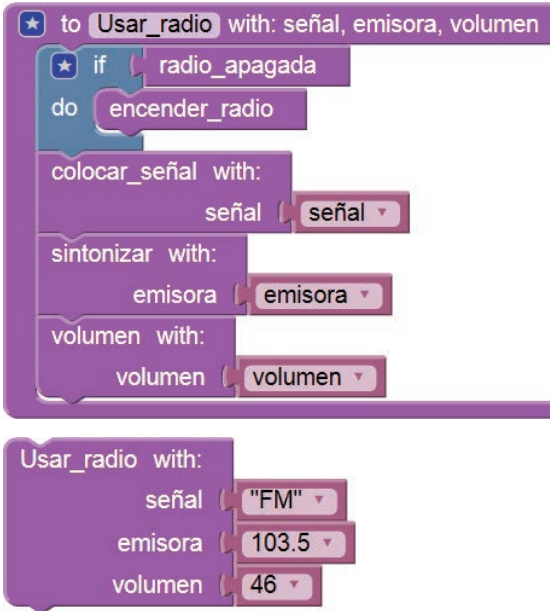 to Usar_radio with: señal, emisora, volumen
if radio_apagada
do encender_radio
colocar_señal with:
señal señal
sintonizar with:
emisora emisora
volumen with:
volumen volumen
Usar_radio with:
señal "FM"
emisora 103.5
volumen 46